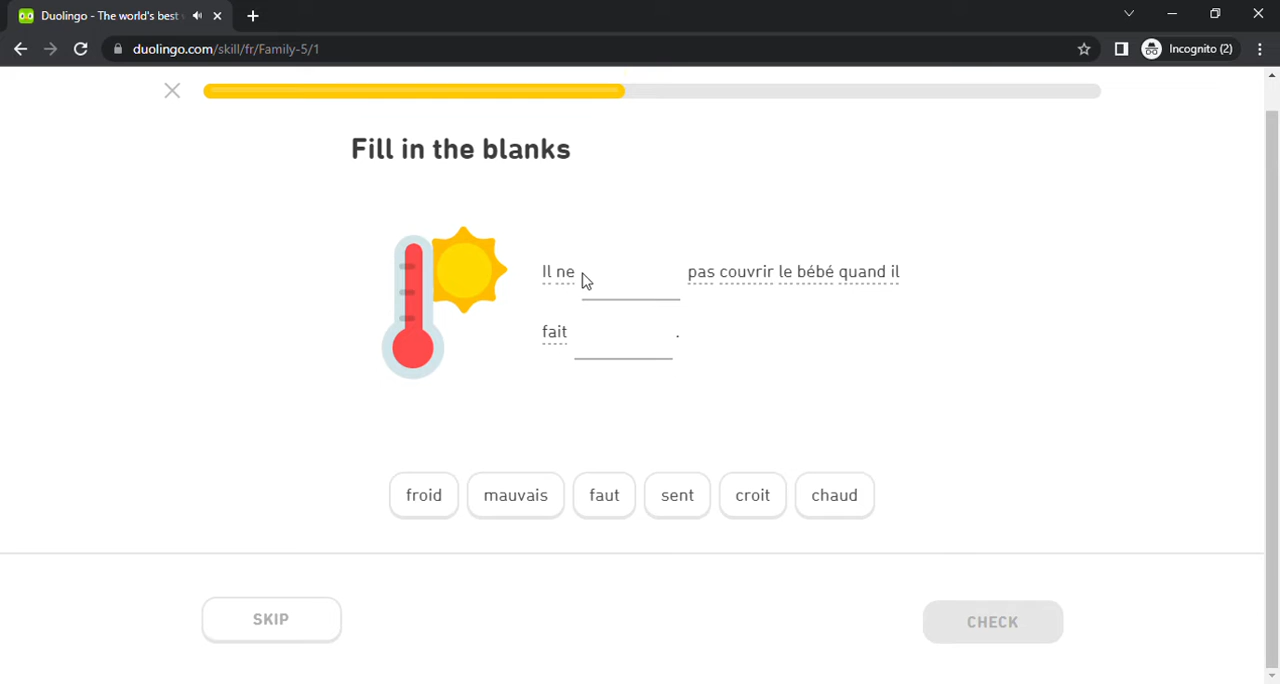 Duolingo - The world's best
duolingo.com/skill/fr/Family-5/1
Incognito (2)
Fill in the blanks
Il ne pas couvrir le bébé quand il
fait .
froid mauvais faut sent croit chaud
SKIP CHECK